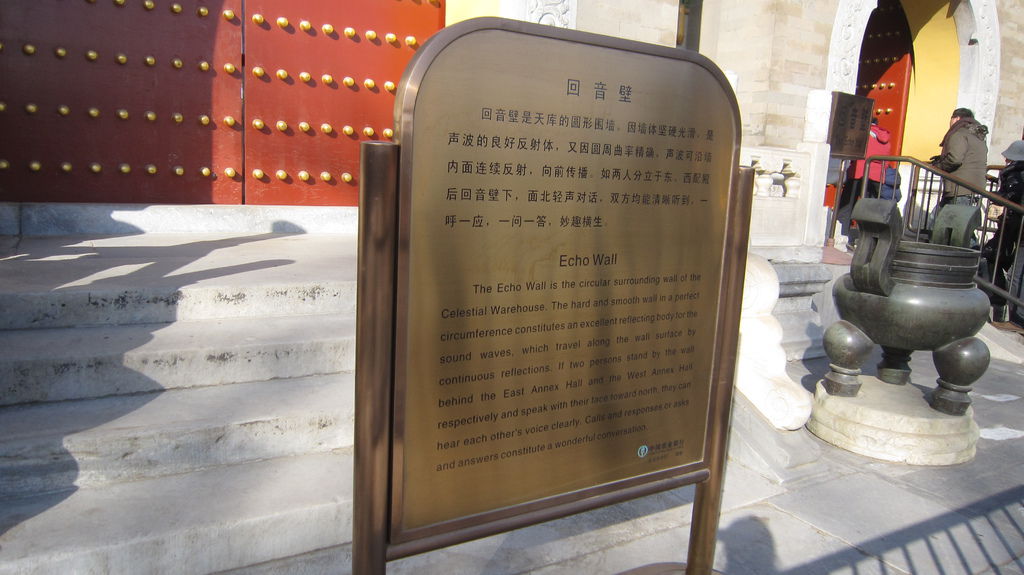 回音壁
回音壁是天库的圆形围墙。因墙体坚硬光滑，是
声波的良好反射体，又因圆周曲率精确，声波可沿墙
内面连续反射，向前传播。如两人分立于东、西配殿
后回音壁下，面北轻声对话，双方均能清晰听到，一
呼一应，一问一答，妙趣横生。
Echo Wall
The Echo Wall is the circular surrounding wall of the
Celestial Warehouse. The hard and smooth wall in a perfect
circumference constitutes an excellent reflecting body for the
sound waves, which travel along the wall surface by
continuous reflections. If two persons stand by the wall
behind the East Annex Hall and the West Annex Hall
respectively and speak with their face toward north, they can
hear each other's voice clearly. Calls and responses or asks
and answers constitute a wonderful conversation.
中国农业银行